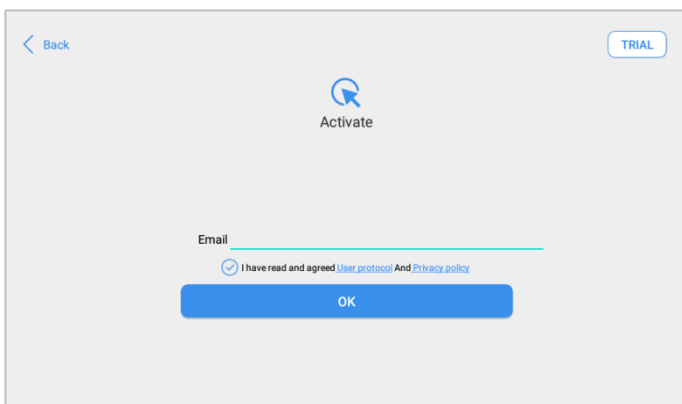 Back
TRIAL
Activate
Email
I have read and agreed User protocol And Privacy policy
OK